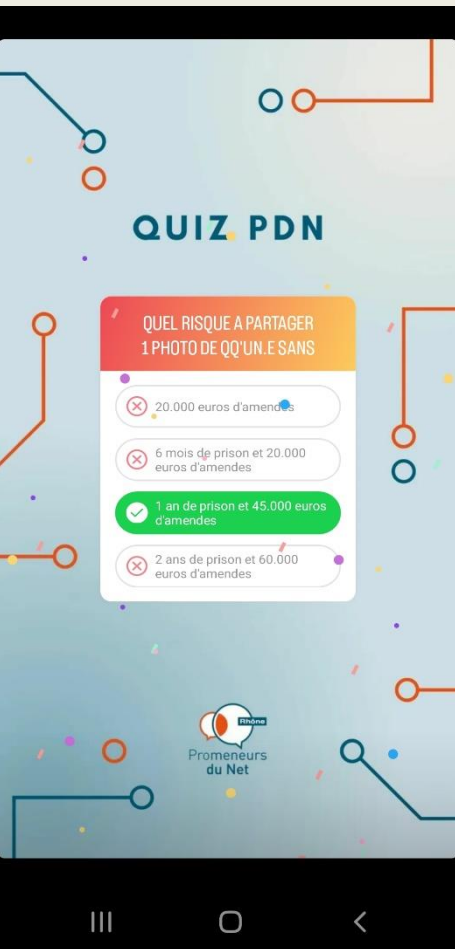 QUIZ PDN
QUEL RISQUE A PARTAGER
1 PHOTO DE QQ'UN.E SANS
20.000 euros d'amendes
6 mois de prison et 20.000
euros d'amendes
1 an de prison et 45.000 euros
d'amendes
2 ans de prison et 60.000
euros d'amendes
Rhône
Promeneurs
du Net